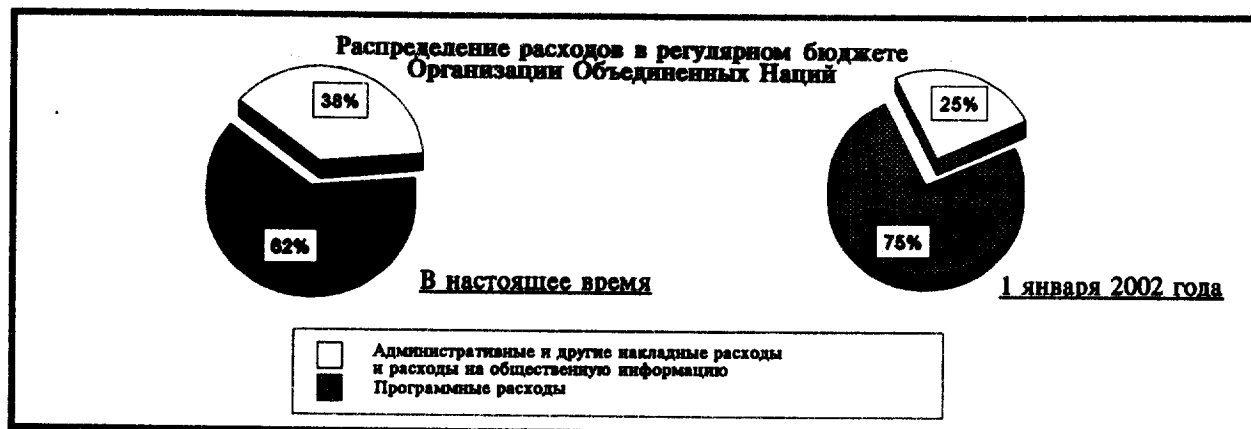 Распределение расходов в регулярном бюджете
Организации Объединенных Наций
38%
62%
В настоящее время
25%
75%
1 января 2002 года
Административные и другие накладные расходы
и расходы на общественную информацию
Программные расходы